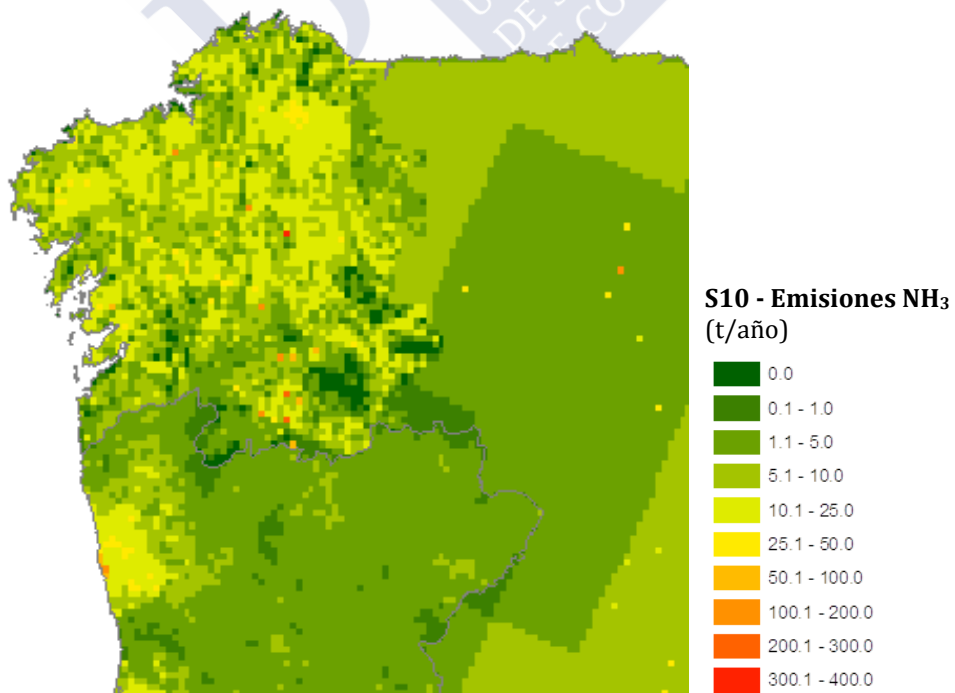 S10 - Emisiones NH₃
(t/año)
0.0
0.1 - 1.0
1.1 - 5.0
5.1 - 10.0
10.1 - 25.0
25.1 - 50.0
50.1 - 100.0
100.1 - 200.0
200.1 - 300.0
300.1 - 400.0